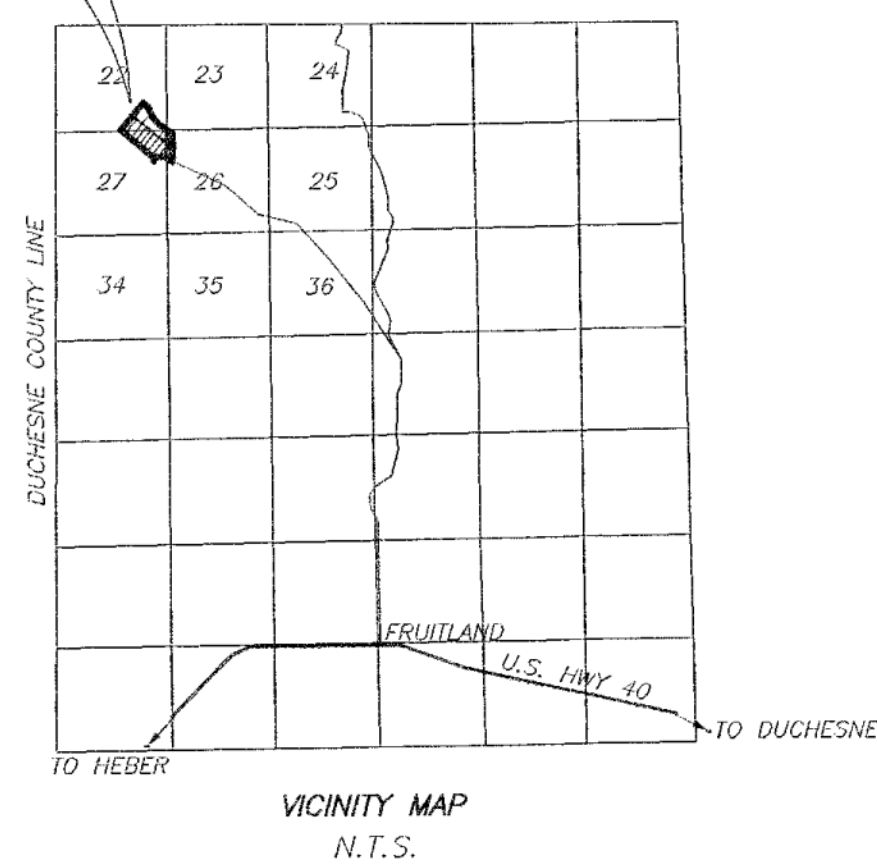 22 23 24
27 26 25
DUCHESNE COUNTY LINE
34 35 36
FRUITLAND
U.S. HWY 40
TO DUCHESNE
TO HEBER
VICINITY MAP
N.T.S.